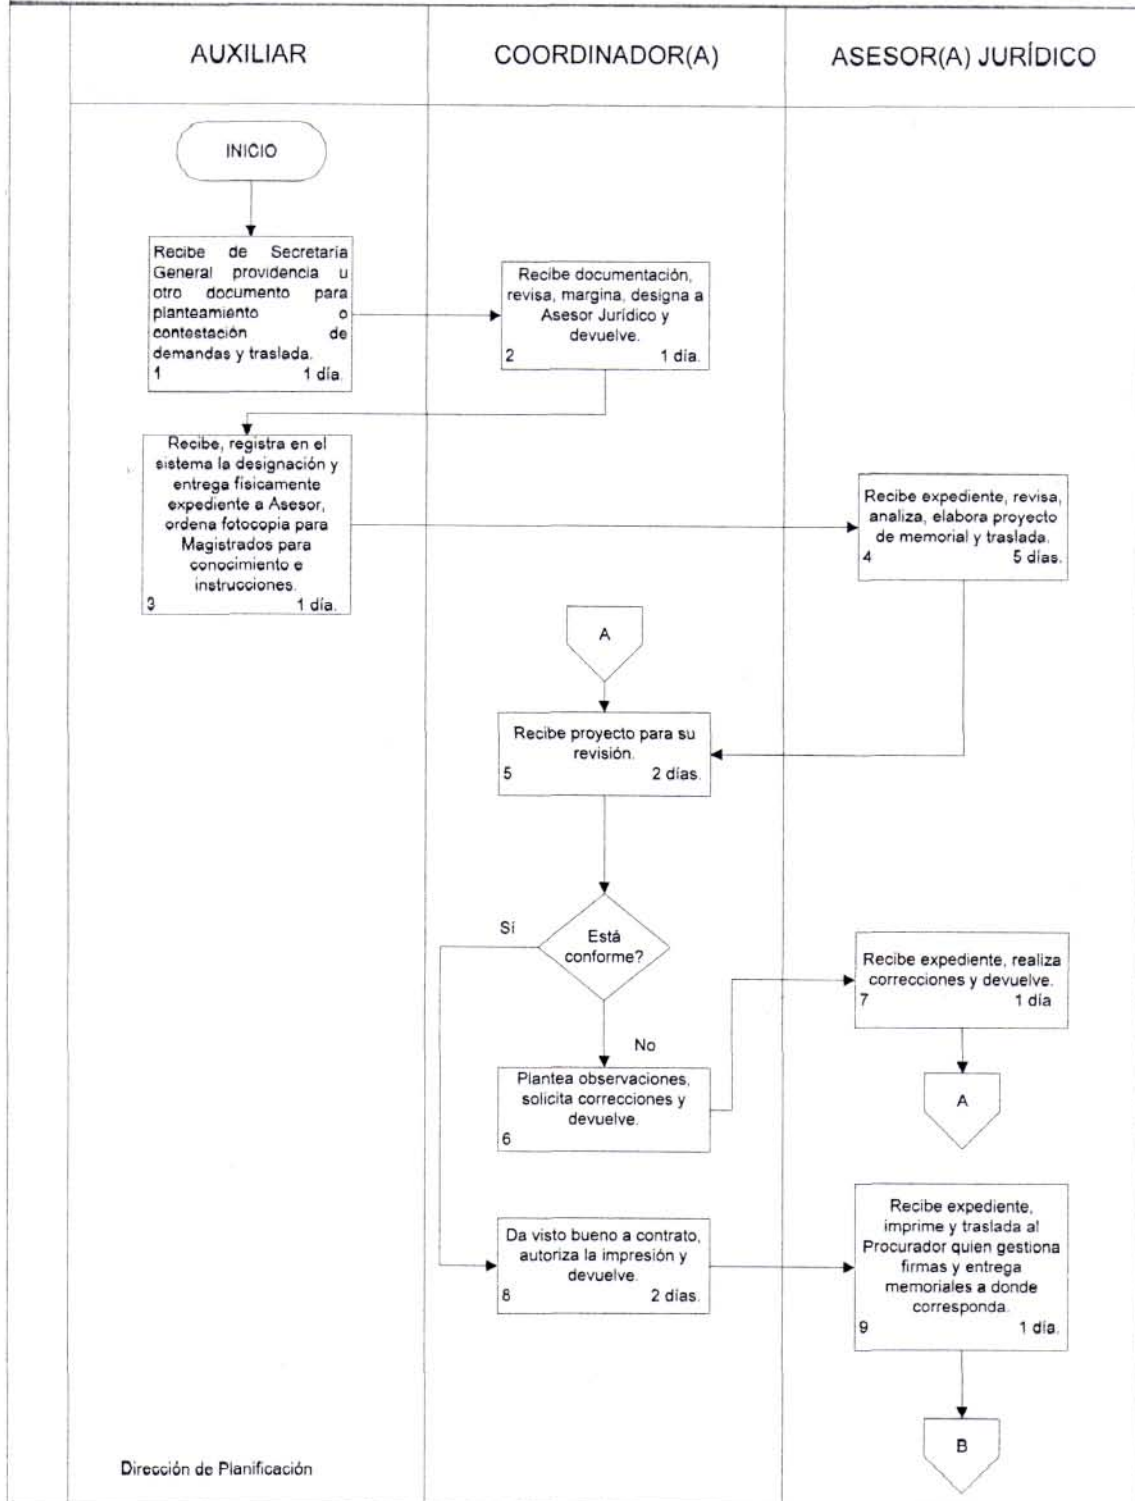 AUXILIAR
COORDINADOR(A)
ASESOR(A) JURÍDICO
INICIO
Recibe de Secretaría
General providencia u
otro documento para
planteamiento o
contestación de
demandas y traslada.
1 1 día.
Recibe documentación,
revisa, margina, designa a
Asesor Jurídico y
devuelve.
2 1 día.
Recibe, registra en el
sistema la designación y
entrega físicamente
expediente a Asesor,
ordena fotocopia para
Magistrados para
conocimiento e
instrucciones.
3 1 día.
Recibe expediente, revisa,
analiza, elabora proyecto
de memorial y traslada.
4 5 días.
A
Recibe proyecto para su
revisión.
5 2 días.
Está
conforme?
Sí
No
Plantea observaciones,
solicita correcciones y
devuelve.
6
Recibe expediente, realiza
correcciones y devuelve.
7 1 día
A
Da visto bueno a contrato,
autoriza la impresión y
devuelve.
8 2 días.
Recibe expediente,
imprime y traslada al
Procurador quien gestiona
firmas y entrega
memoriales a donde
corresponda.
9 1 día.
B
Dirección de Planificación